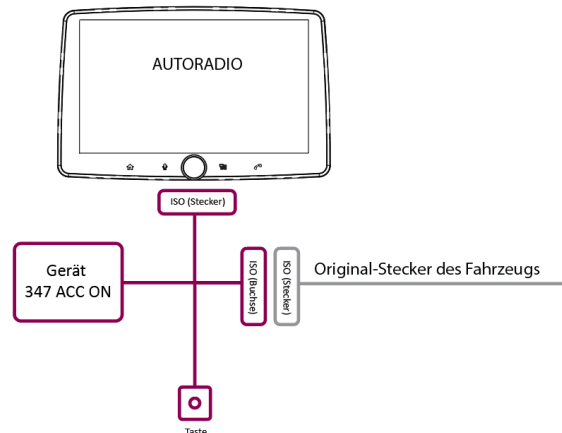 AUTORADIO
ISO (Stecker)
Gerät
347 ACC ON
ISO (Buchse)
ISO (Stecker)
Original-Stecker des Fahrzeugs
Taste